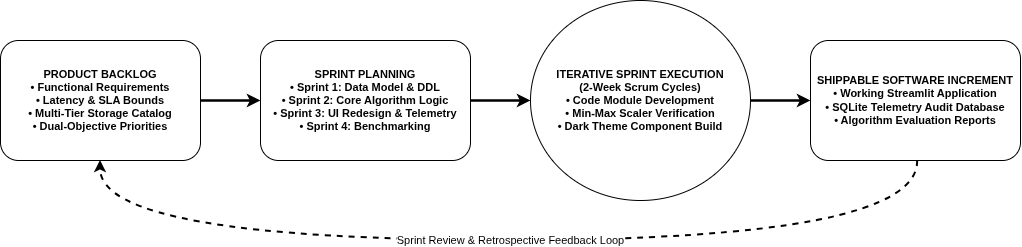 PRODUCT BACKLOG
• Functional Requirements
• Latency & SLA Bounds
• Multi-Tier Storage Catalog
• Dual-Objective Priorities
SPRINT PLANNING
• Sprint 1: Data Model & DDL
• Sprint 2: Core Algorithm Logic
• Sprint 3: UI Redesign & Telemetry
• Sprint 4: Benchmarking
ITERATIVE SPRINT EXECUTION
(2-Week Scrum Cycles)
• Code Module Development
• Min-Max Scaler Verification
• Dark Theme Component Build
SHIPPABLE SOFTWARE INCREMENT
• Working Streamlit Application
• SQLite Telemetry Audit Database
• Algorithm Evaluation Reports
Sprint Review & Retrospective Feedback Loop